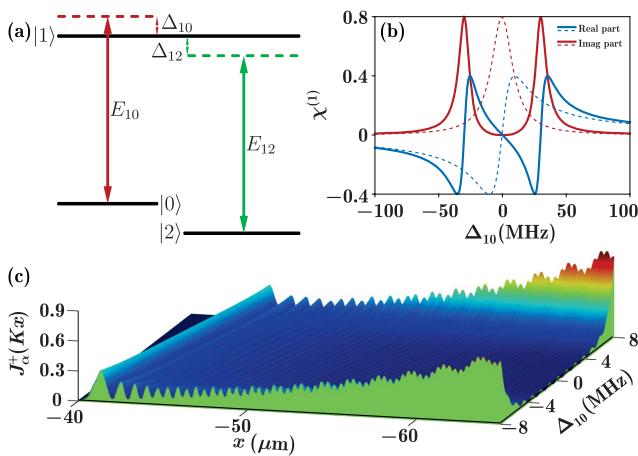 (a)
Δ10
|1⟩
Δ12
E10
E12
|0⟩
|2⟩
(b)
Real part
Imag part
χ(1)
0.8
0.4
0
−0.4
−100
−50
0
50
100
Δ10(MHz)
(c)
J+α(Kx)
0.9
0.6
0.3
0
−40
−50
−60
x (μm)
−8
−4
0
4
8
Δ10(MHz)